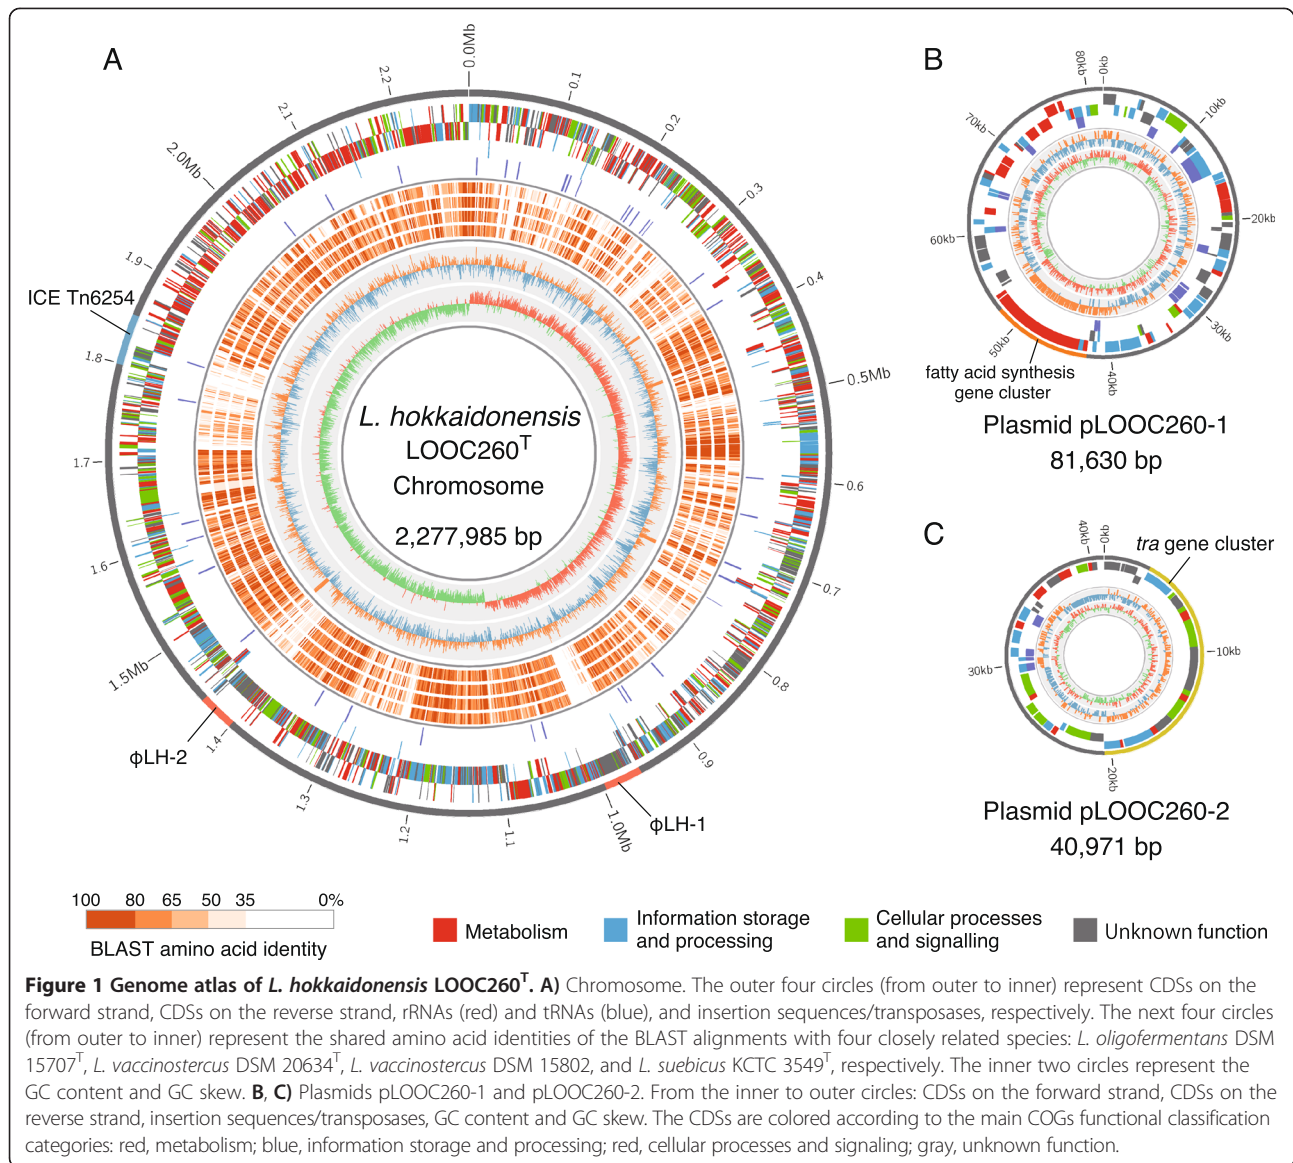 A
0.0Mb
0.1
0.2
0.3
0.4
0.5Mb
0.6
0.7
0.8
0.9
1.0Mb
1.1
1.2
1.3
1.4
1.5Mb
1.6
1.7
1.8
1.9
2.0Mb
2.1
2.2
ICE Tn6254
ϕLH-2
ϕLH-1
L. hokkaidonensis
LOOC260T
Chromosome
2,277,985 bp
B
0kb
10kb
20kb
30kb
40kb
50kb
60kb
70kb
80kb
fatty acid synthesis
gene cluster
Plasmid pLOOC260-1
81,630 bp
C
0kb
10kb
20kb
30kb
40kb
tra gene cluster
Plasmid pLOOC260-2
40,971 bp
100 80 65 50 35 0%
BLAST amino acid identity
Metabolism
Information storage
and processing
Cellular processes
and signalling
Unknown function
Figure 1 Genome atlas of L. hokkaidonensis LOOC260T. A) Chromosome. The outer four circles (from outer to inner) represent CDSs on the
forward strand, CDSs on the reverse strand, rRNAs (red) and tRNAs (blue), and insertion sequences/transposases, respectively. The next four circles
(from outer to inner) represent the shared amino acid identities of the BLAST alignments with four closely related species: L. oligofermentans DSM
15707T, L. vaccinostercus DSM 20634T, L. vaccinostercus DSM 15802, and L. suebicus KCTC 3549T, respectively. The inner two circles represent the
GC content and GC skew. B, C) Plasmids pLOOC260-1 and pLOOC260-2. From the inner to outer circles: CDSs on the forward strand, CDSs on the
reverse strand, insertion sequences/transposases, GC content and GC skew. The CDSs are colored according to the main COGs functional classification
categories: red, metabolism; blue, information storage and processing; red, cellular processes and signaling; gray, unknown function.